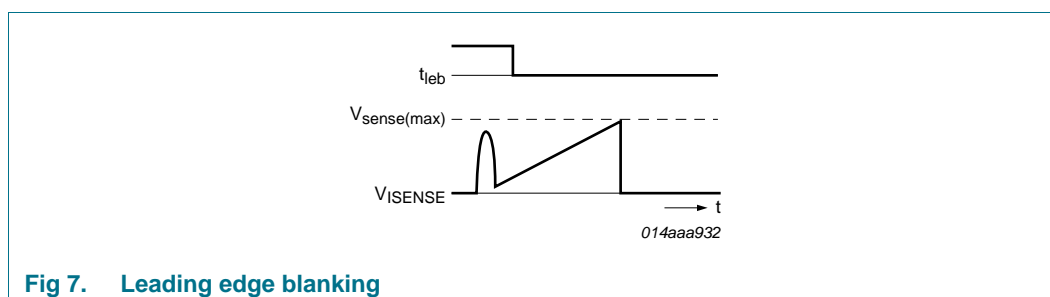 tleb
Vsense(max)
VISENSE
t
014aaa932
Fig 7. Leading edge blanking